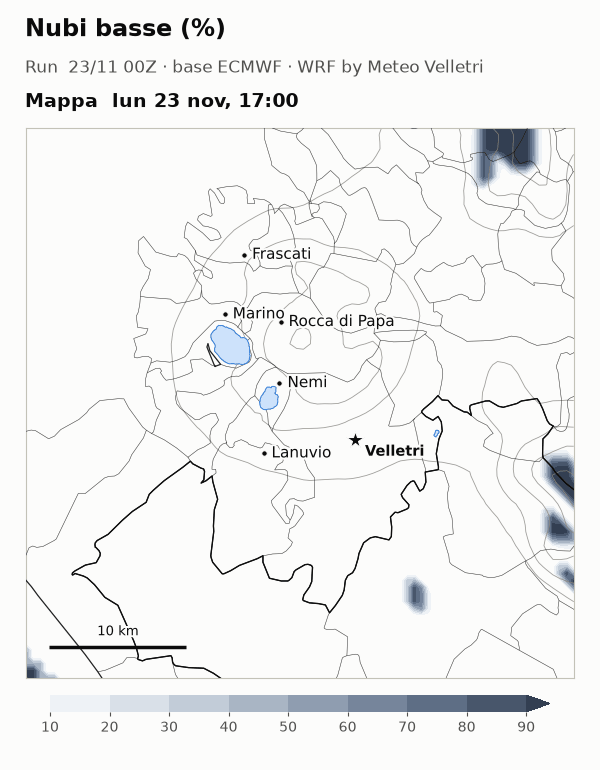 Nubi basse (%)
Run  23/11 00Z · base ECMWF · WRF by Meteo Velletri
Mappa  lun 23 nov, 17:00
Frascati
Marino
Rocca di Papa
Nemi
Velletri
Lanuvio
10 km
10 20 30 40 50 60 70 80 90